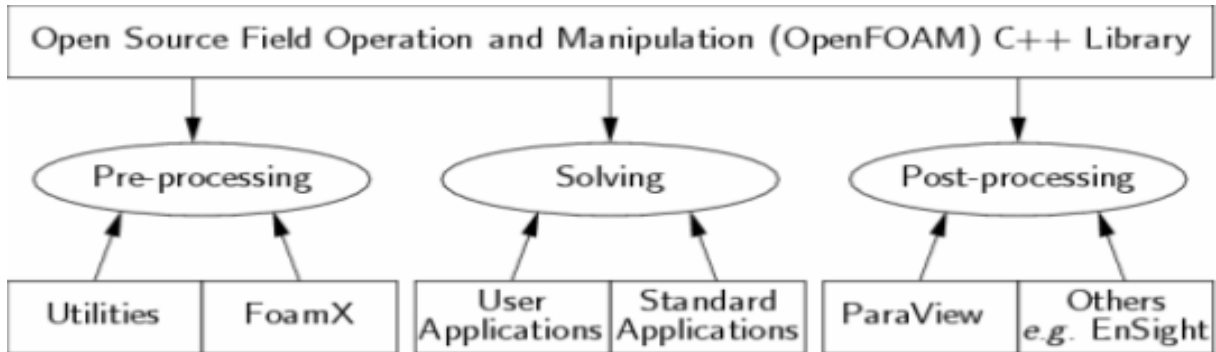 Open Source Field Operation and Manipulation (OpenFOAM) C++ Library
Pre-processing
Solving
Post-processing
Utilities
FoamX
User
Applications
Standard
Applications
ParaView
Others
e.g. EnSight